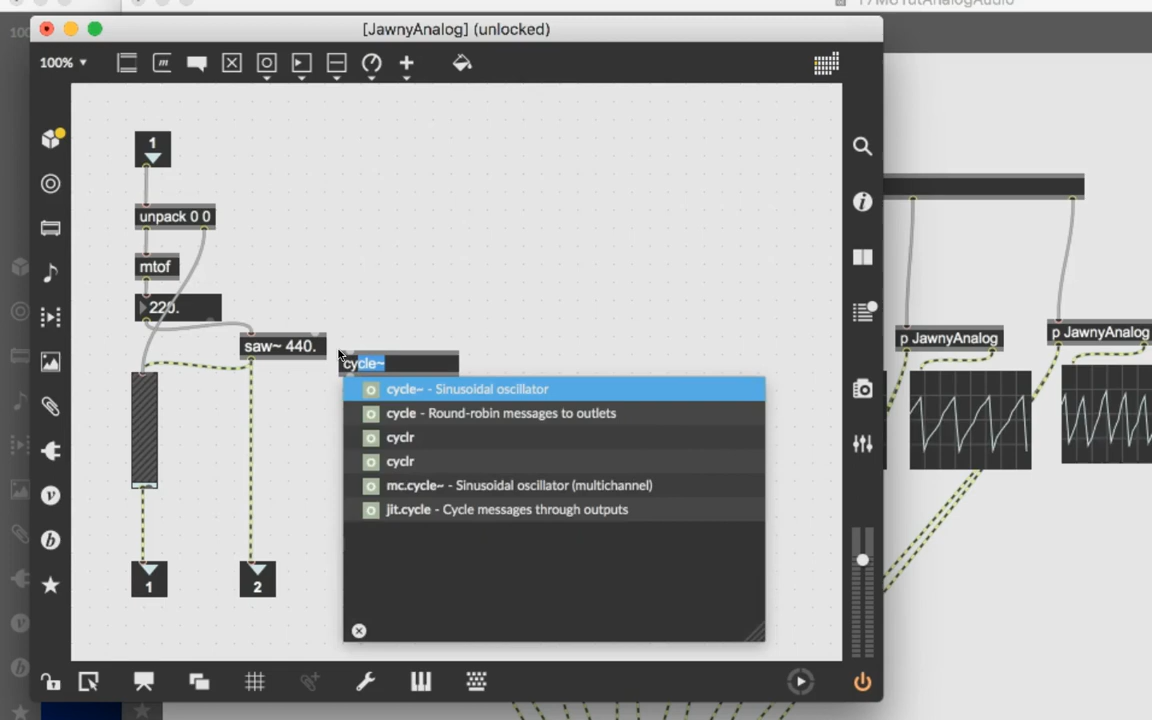 [JawnyAnalog] (unlocked)
100%
1
unpack 0 0
mtof
220.
saw~ 440.
cycle~
cycle~ - Sinusoidal oscillator
cycle - Round-robin messages to outlets
cyclr
cyclr
mc.cycle~ - Sinusoidal oscillator (multichannel)
jit.cycle - Cycle messages through outputs
1
2
p JawnyAnalog
p JawnyAnalog